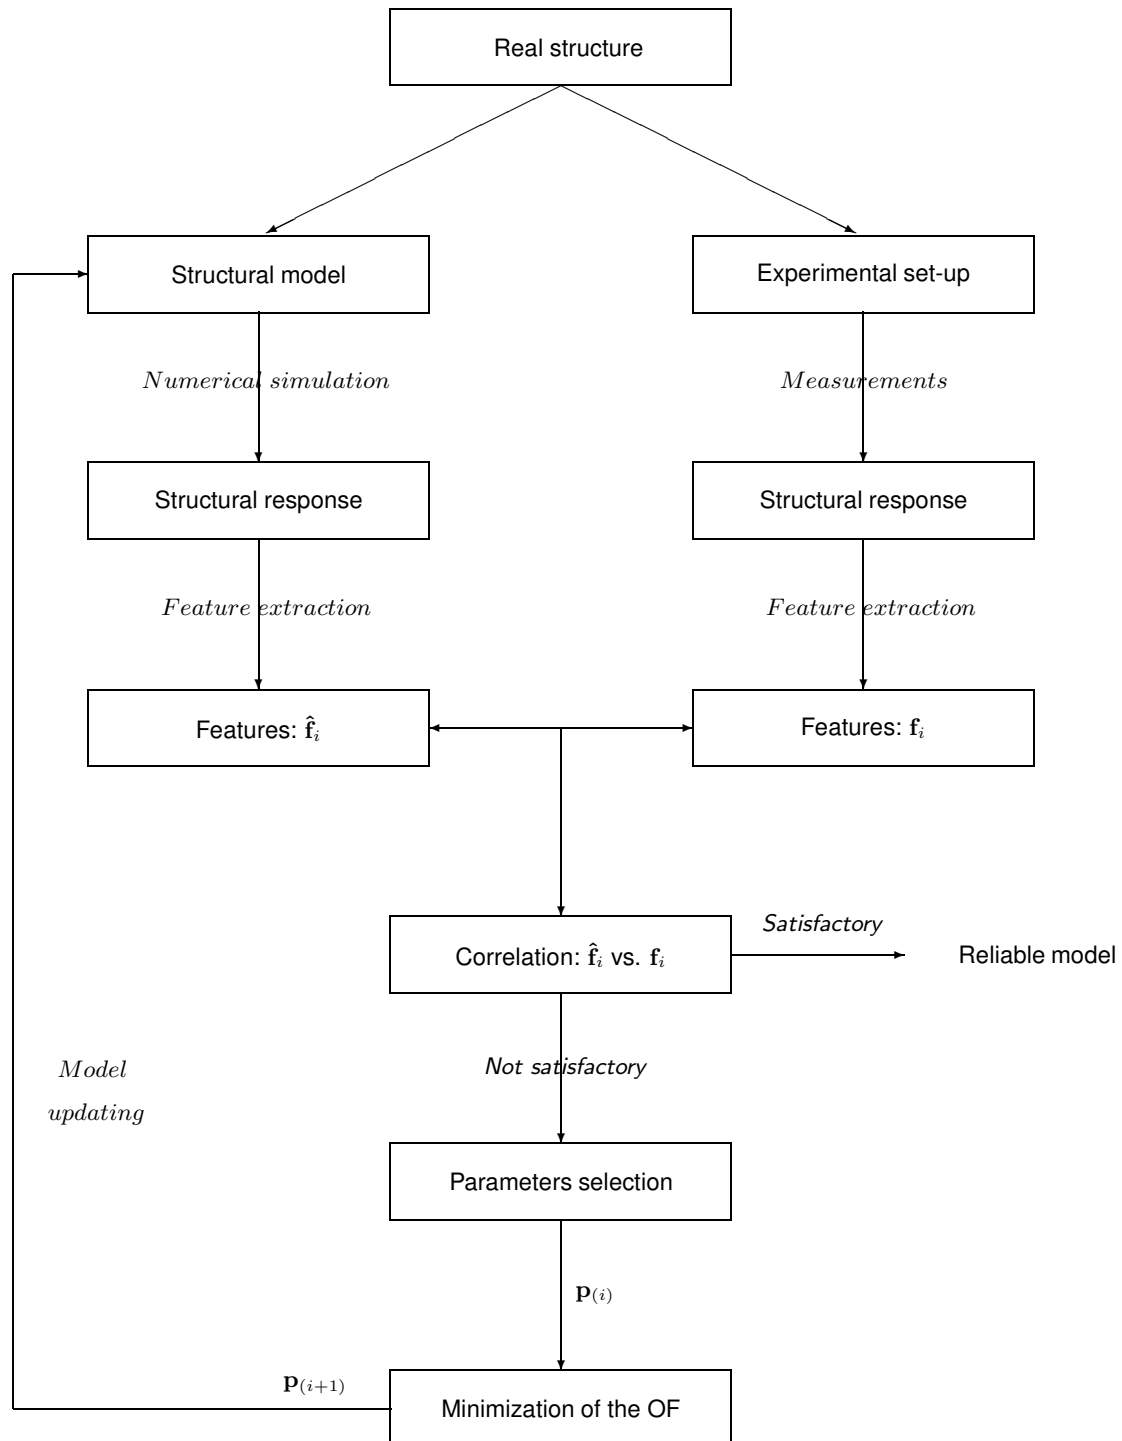 Real structure
Structural model
Experimental set-up
Numerical simulation
Measurements
Structural response
Structural response
Feature extraction
Feature extraction
Features: f̂ᵢ
Features: fᵢ
Satisfactory
Correlation: f̂ᵢ vs. fᵢ
Reliable model
Not satisfactory
Model
updating
Parameters selection
p₍ᵢ₎
p₍ᵢ₊₁₎
Minimization of the OF